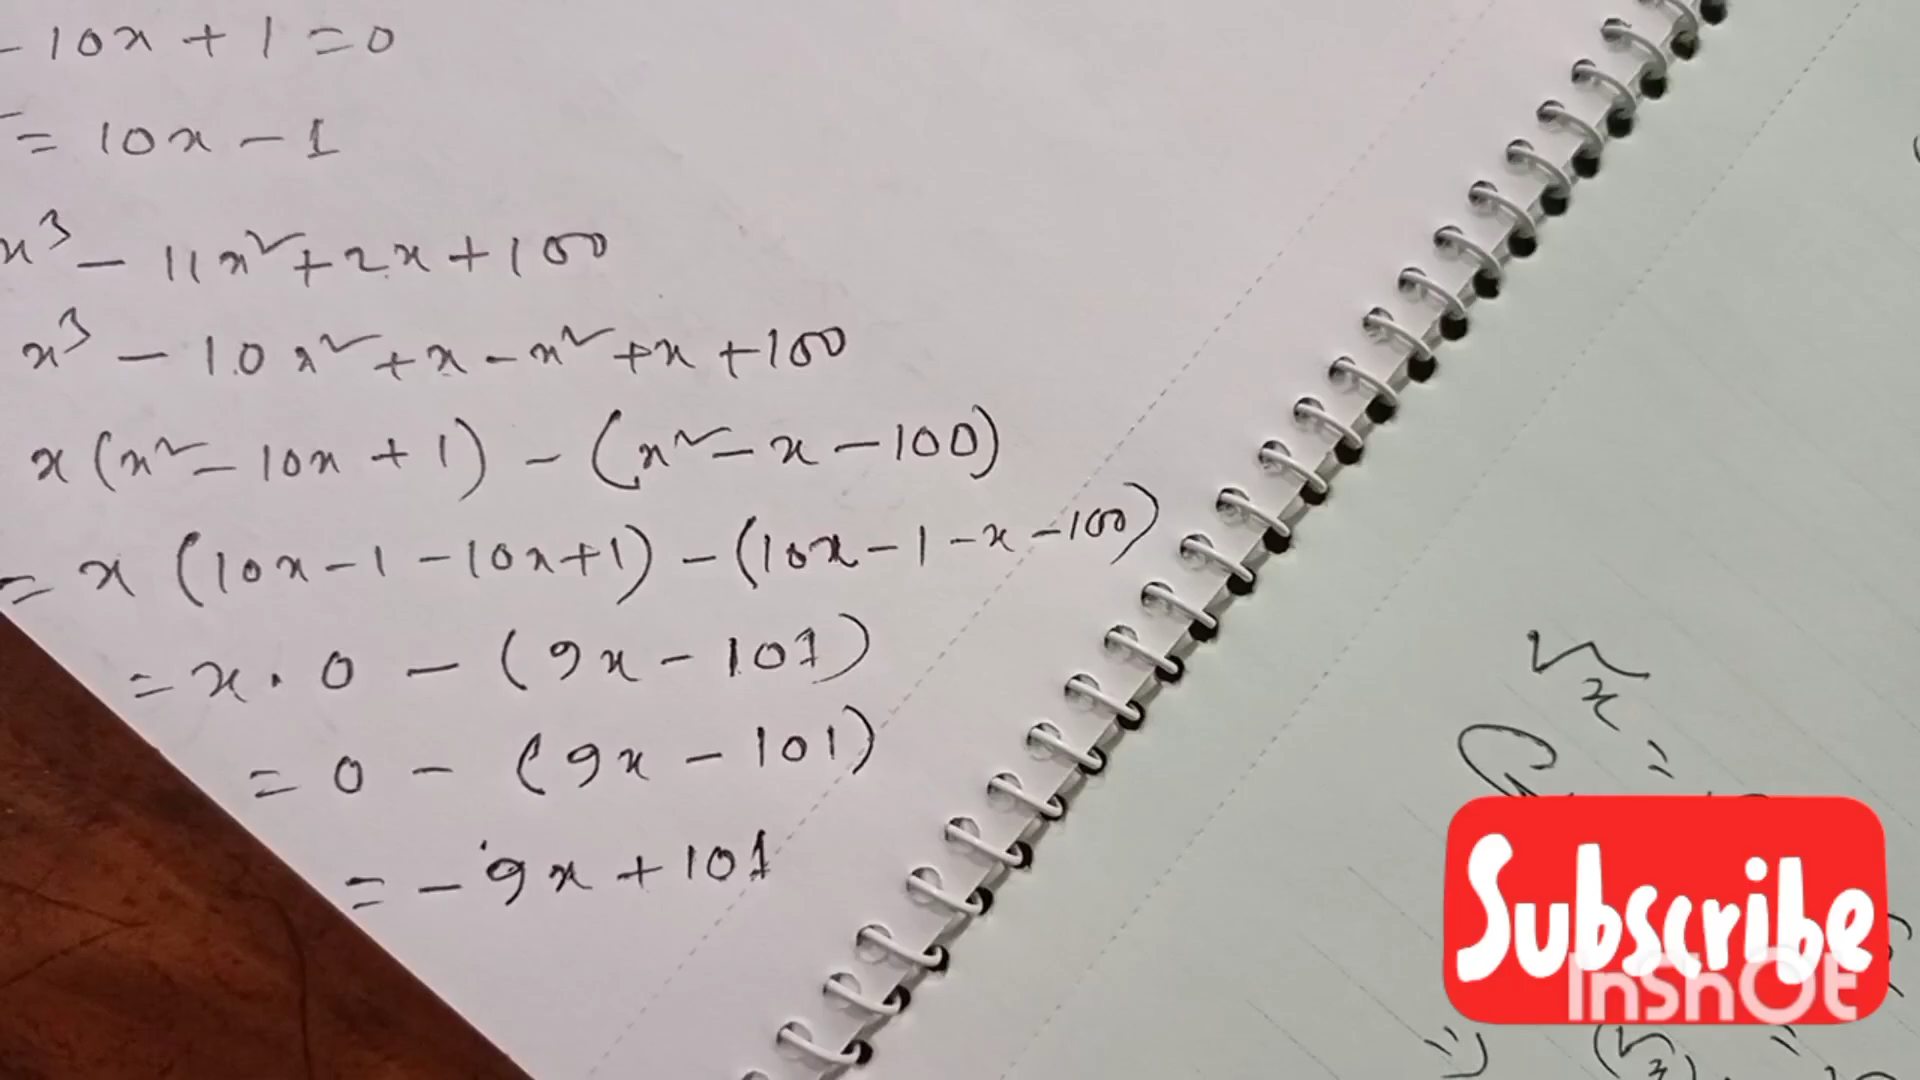 - 10x + 1 = 0
= 10x - 1
x³ - 11x² + 2x + 100
x³ - 10x² + x - x² + x + 100
x (x² - 10x + 1) - (x² - x - 100)
= x (10x - 1 - 10x + 1) - (10x - 1 - x - 100)
= x . 0 - (9x - 101)
= 0 - (9x - 101)
= - 9x + 101
Subscribe
InShOt